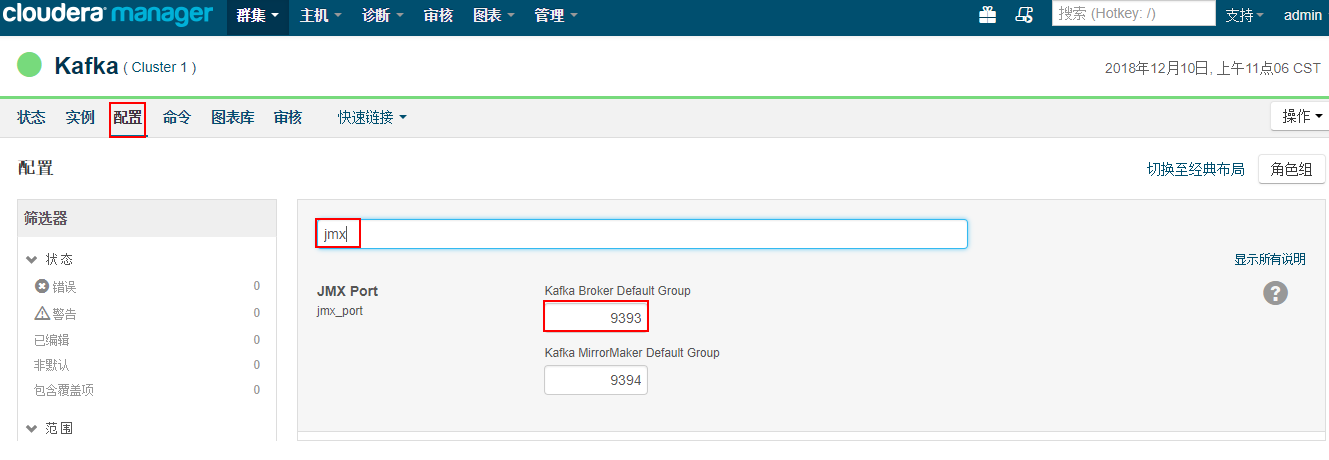 cloudera manager 群集 主机 诊断 审核 图表 管理 搜索 (Hotkey: /) 支持 admin
Kafka ( Cluster 1 ) 2018年12月10日, 上午11点06 CST
状态 实例 配置 命令 图表库 审核 快速链接 操作
配置 切换至经典布局 角色组
筛选器
jmx
状态 显示所有说明
错误 0
JMX Port Kafka Broker Default Group ?
jmx_port 9393
警告 0
已编辑 0
Kafka MirrorMaker Default Group
非默认 0
9394
包含覆盖项 0
范围